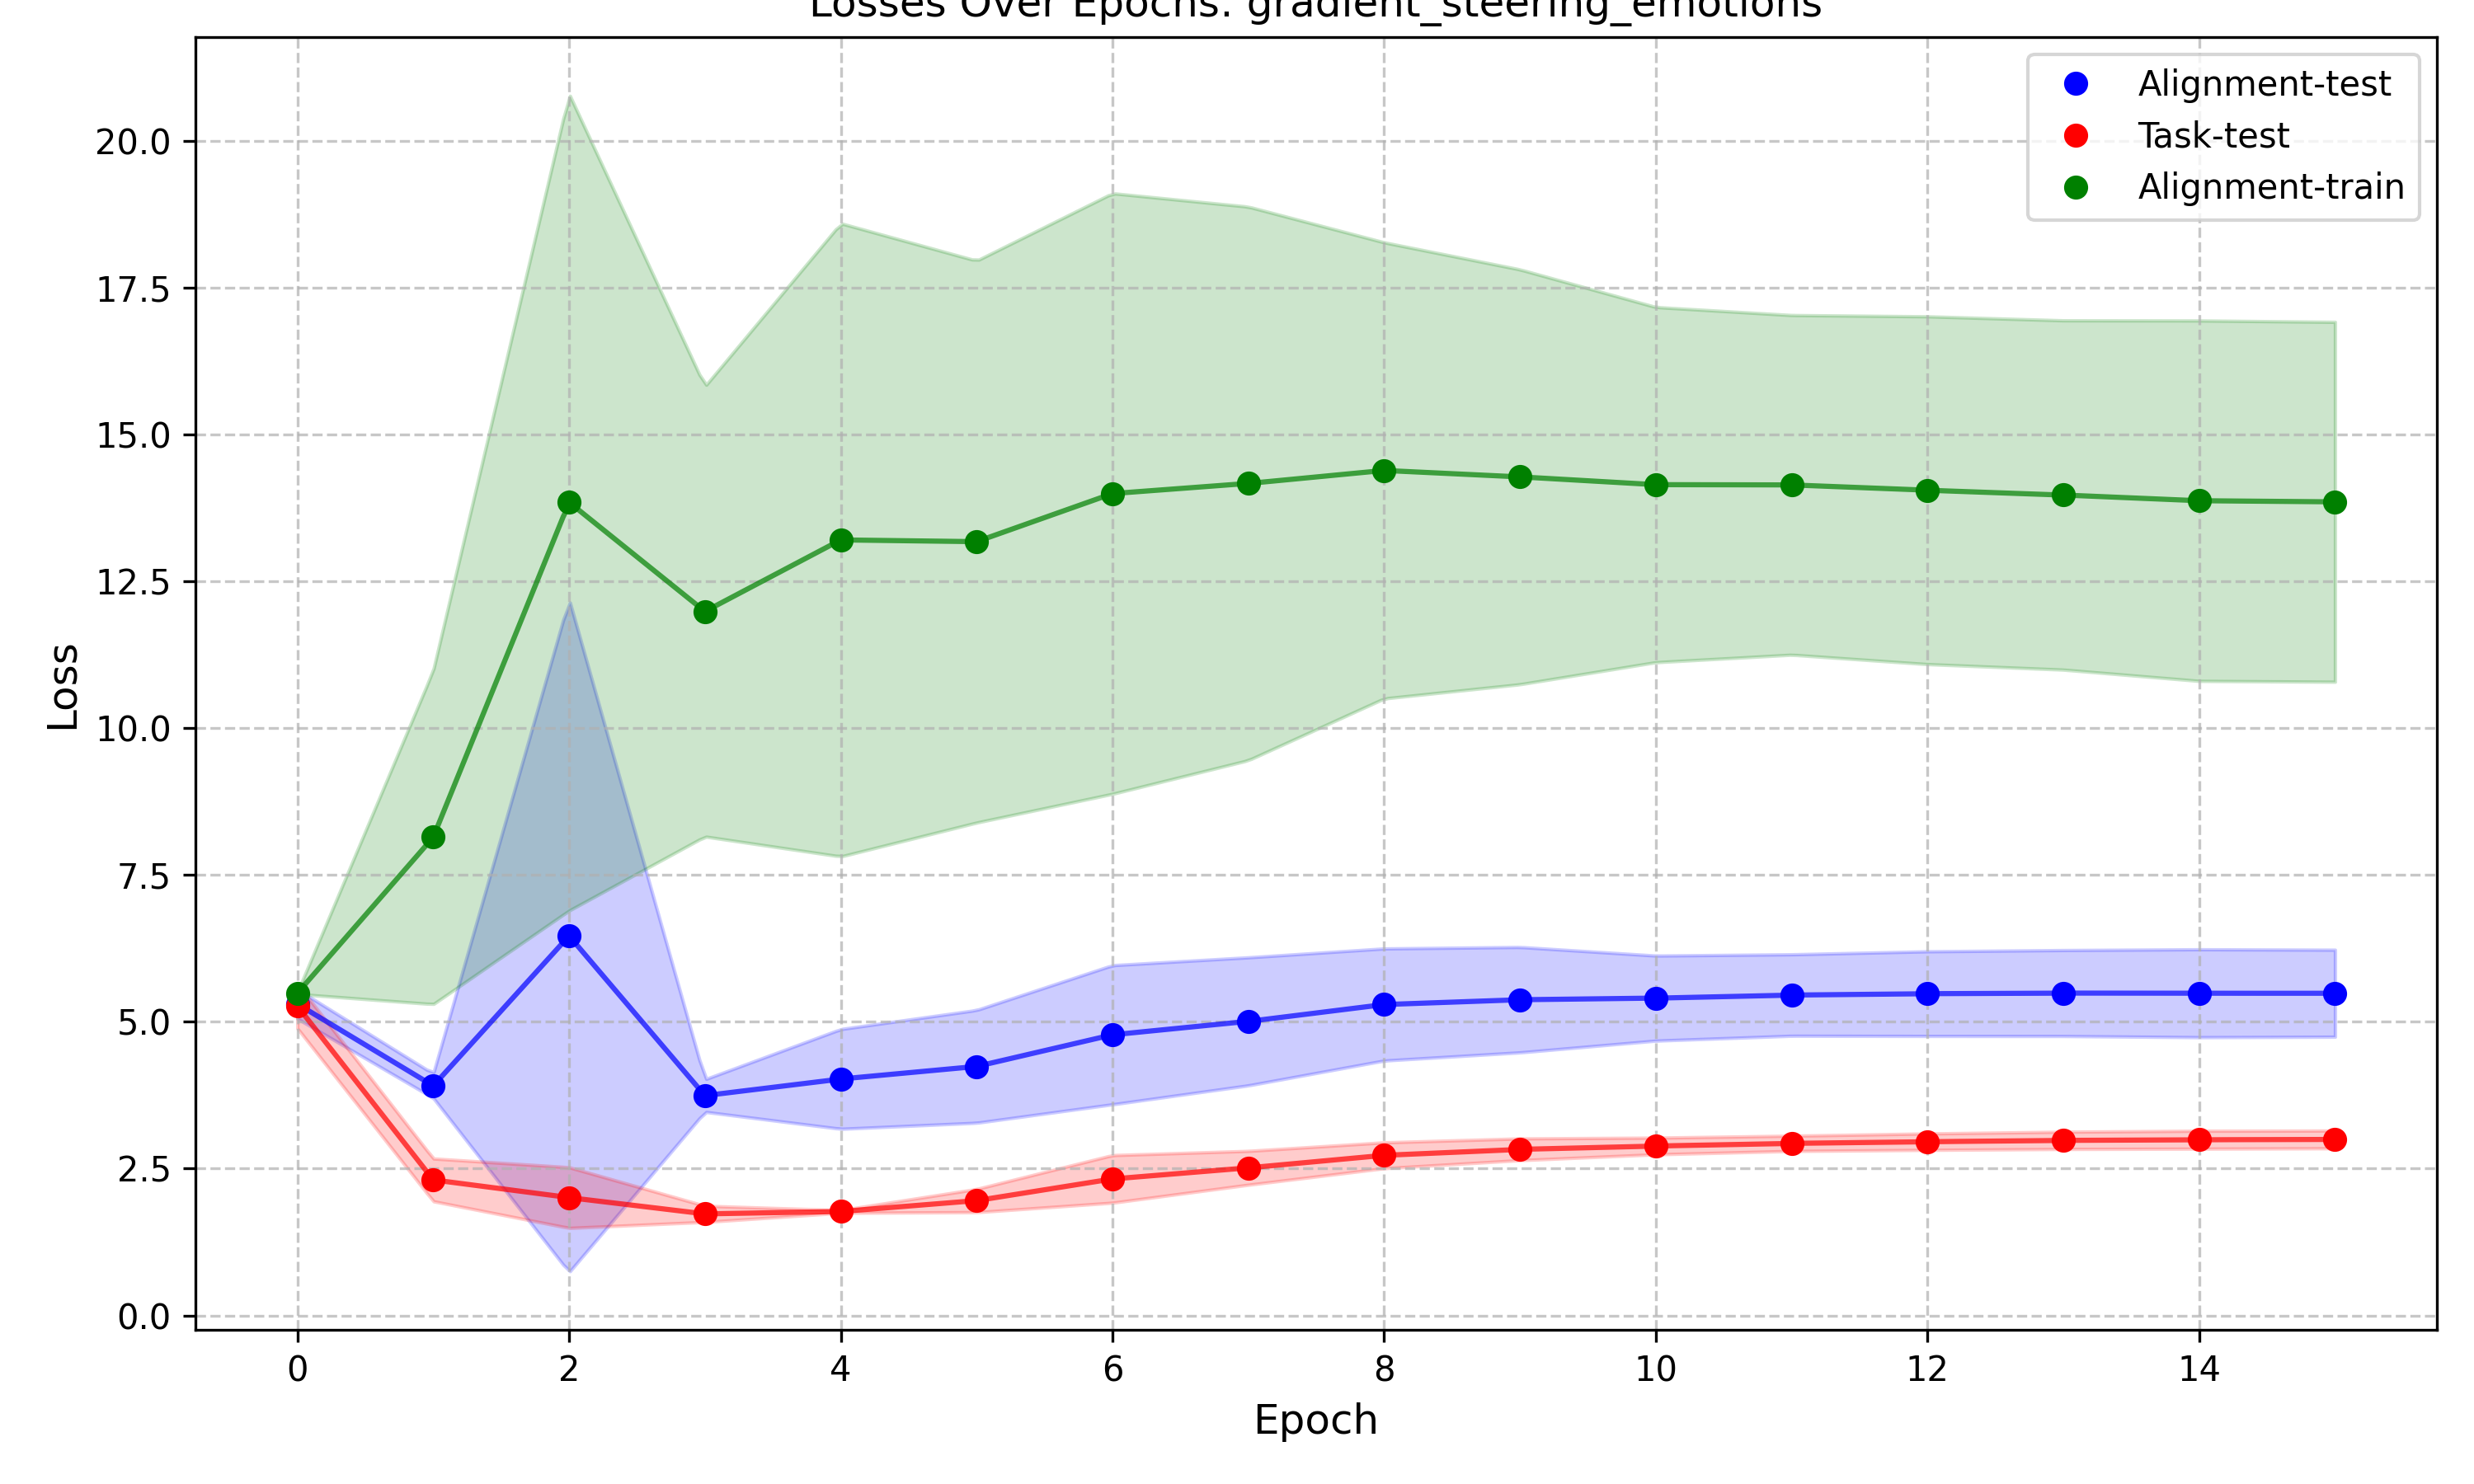 Losses Over Epochs: gradient_steering_emotions
Alignment-test
Task-test
Alignment-train
20.0
17.5
15.0
12.5
10.0
7.5
5.0
2.5
0.0
Loss
0 2 4 6 8 10 12 14
Epoch